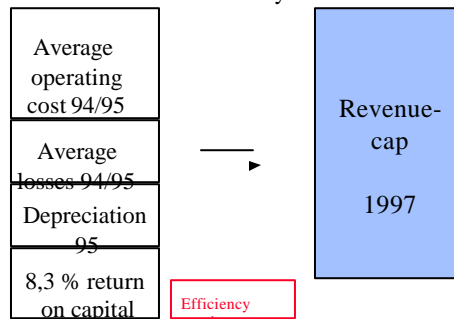 Average
operating
cost 94/95
Average
losses 94/95
Depreciation
95
8,3 % return
on capital
Efficiency
Revenue-
cap
1997